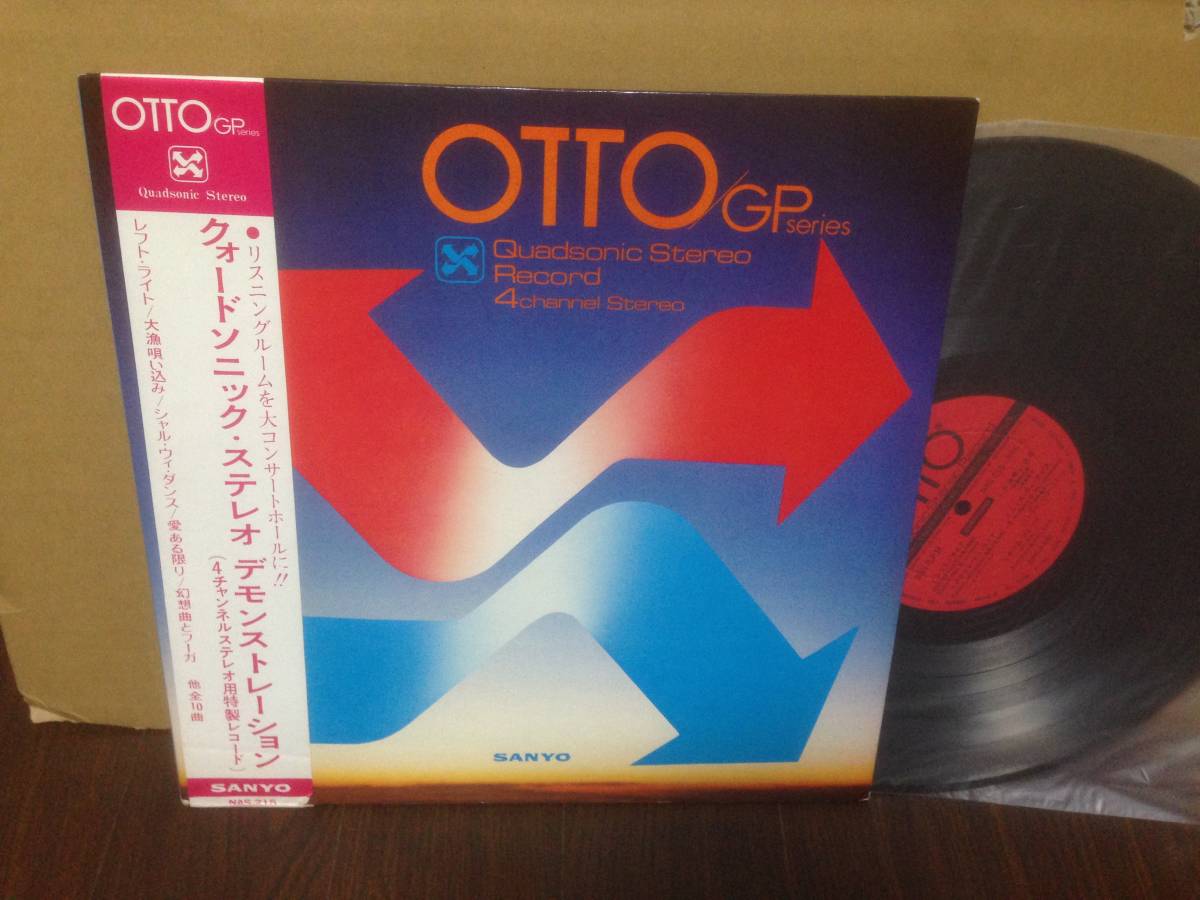 OTTO GP series
Quadsonic Stereo
●リスニングルームを大コンサートホールに!!
クォードソニック・ステレオ デモンストレーション
(4チャンネルステレオ用特製レコード)
レフト・ライト/大漁唄い込み/シャル・ウィ・ダンス/愛ある限り/幻想曲とフーガ 他 全10曲
SANYO
NAS 215
OTTO/GP series
Quadsonic Stereo
Record
4channel Stereo
SANYO